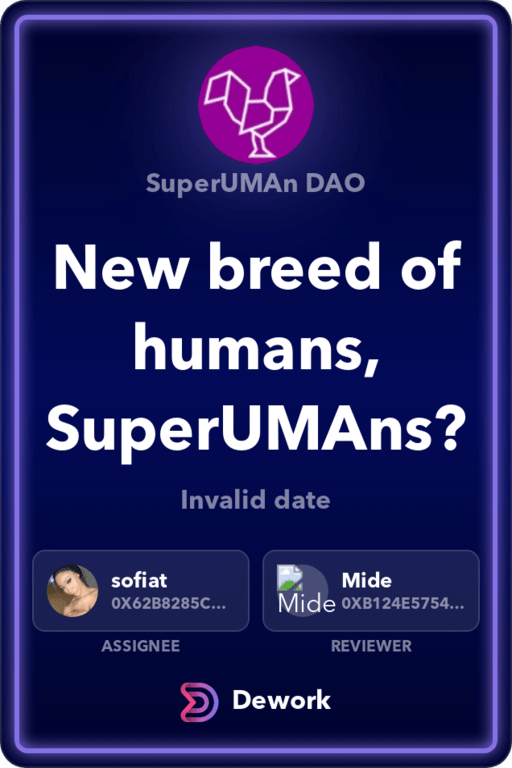 SuperUMAn DAO
New breed of
humans,
SuperUMAns?
Invalid date
sofiat
0X62B8285C...
ASSIGNEE
Mide
Mide
0XB124E5754...
REVIEWER
Dework